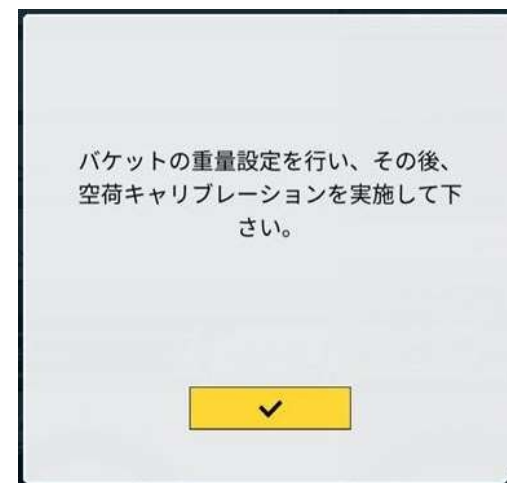 バケットの重量設定を行い、その後、
空荷キャリブレーションを実施して下
さい。